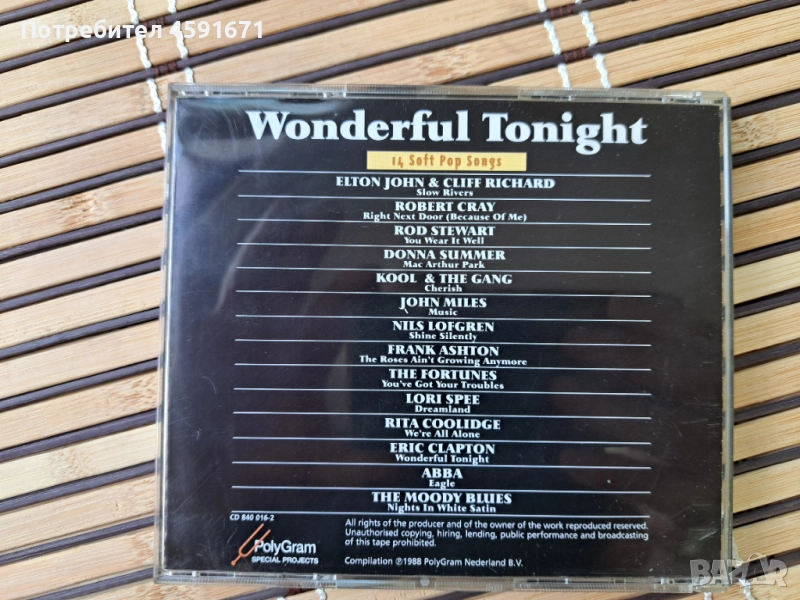 Потребител 4591671
Wonderful Tonight
14 Soft Pop Songs
ELTON JOHN & CLIFF RICHARD
Slow Rivers
ROBERT CRAY
Right Next Door (Because Of Me)
ROD STEWART
You Wear It Well
DONNA SUMMER
Mac Arthur Park
KOOL & THE GANG
Cherish
JOHN MILES
Music
NILS LOFGREN
Shine Silently
FRANK ASHTON
The Roses Ain't Growing Anymore
THE FORTUNES
You've Got Your Troubles
LORI SPEE
Dreamland
RITA COOLIDGE
We're All Alone
ERIC CLAPTON
Wonderful Tonight
ABBA
Eagle
THE MOODY BLUES
Nights In White Satin
CD 840 016-2
PolyGram
SPECIAL PROJECTS
All rights of the producer and of the owner of the work reproduced reserved.
Unauthorised copying, hiring, lending, public performance and broadcasting
of this tape prohibited.
Compilation ℗1988 PolyGram Nederland B.V.
BAZAR